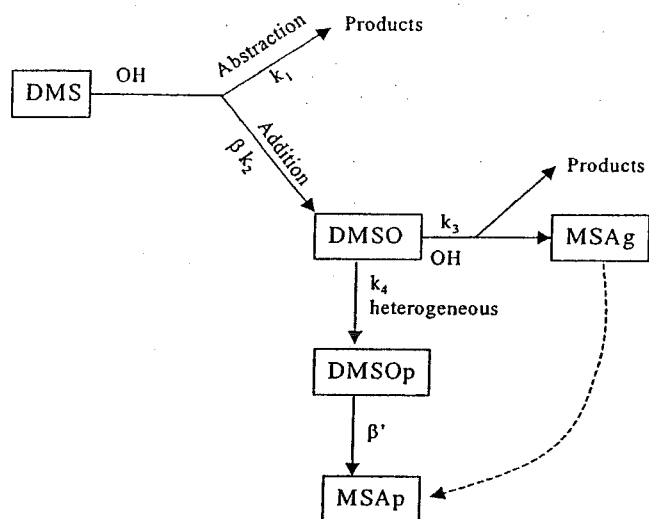 Products
Abstraction
k₁
OH
DMS
Addition
β k₂
Products
DMSO
k₃
OH
MSAg
k₄
heterogeneous
DMSOp
β'
MSAp